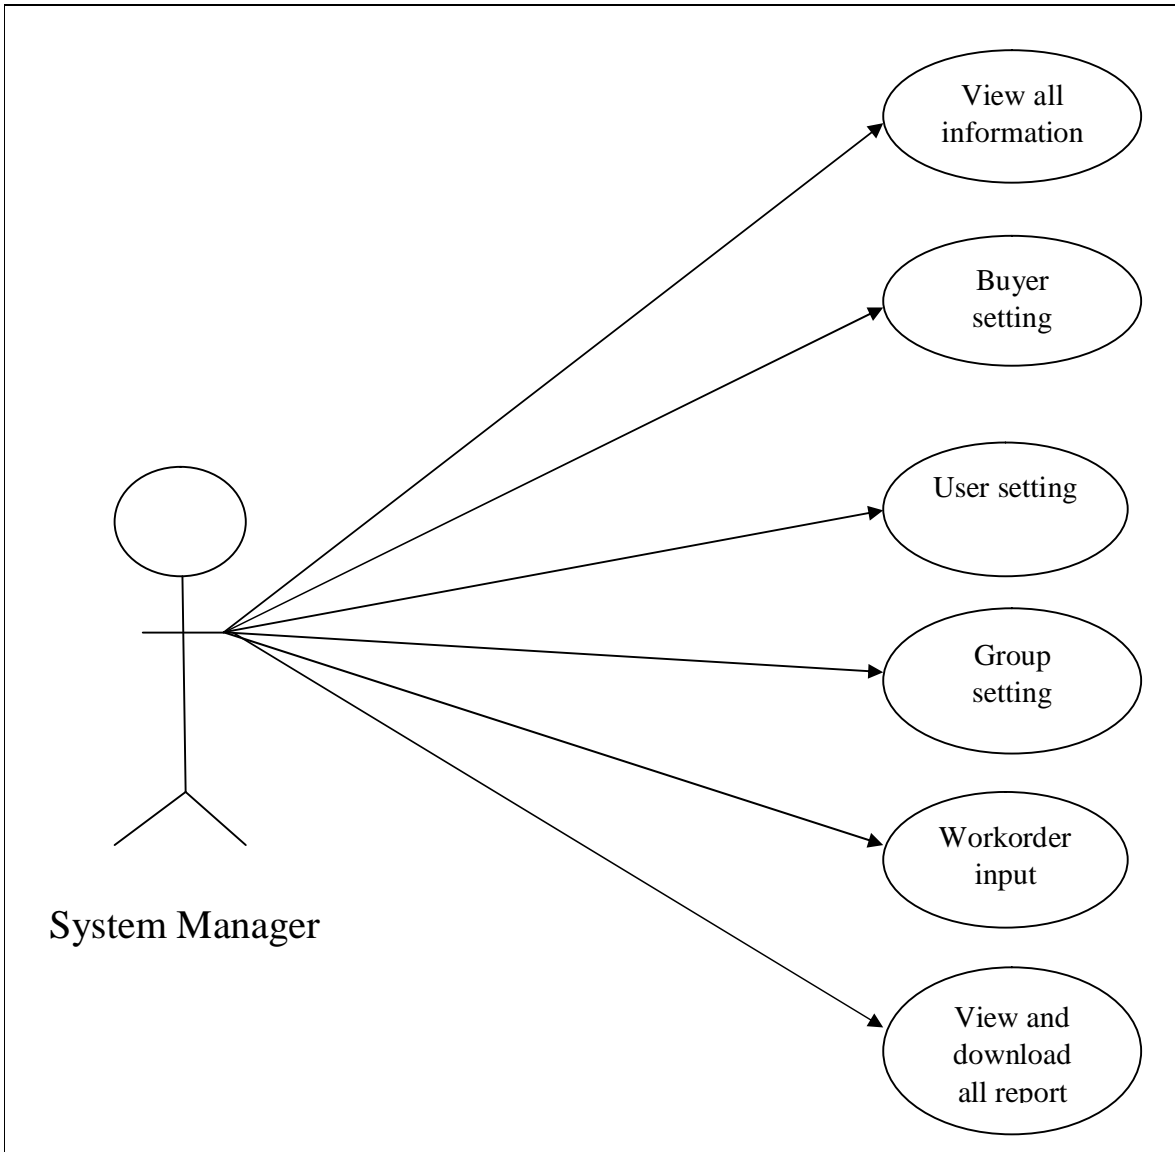 View all
information
Buyer
setting
User setting
Group
setting
Workorder
input
System Manager
View and
download
all report